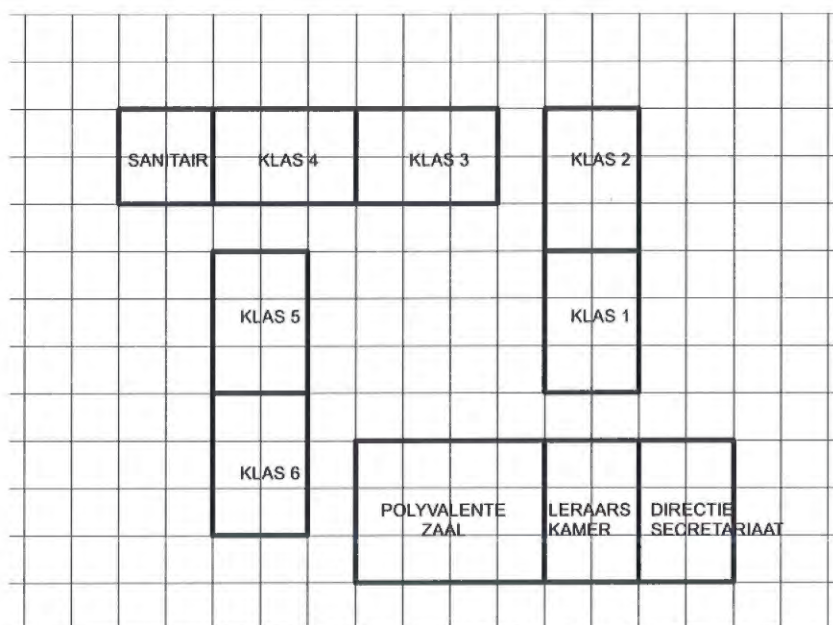 SANITAIR
KLAS 4
KLAS 3
KLAS 2
KLAS 5
KLAS 1
KLAS 6
POLYVALENTE
ZAAL
LERAARS
KAMER
DIRECTIE
SECRETARIAAT